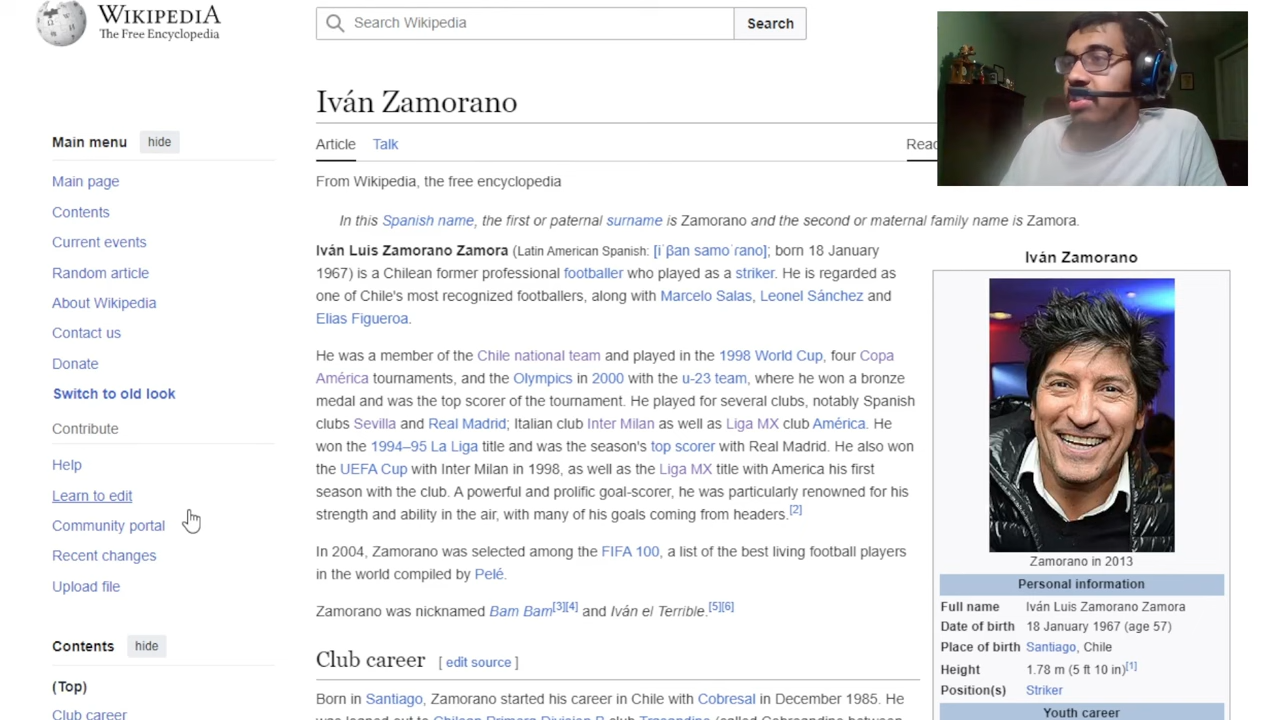 WIKIPEDIA
The Free Encyclopedia
Search Wikipedia
Search
Main menu hide
Main page
Contents
Current events
Random article
About Wikipedia
Contact us
Donate
Switch to old look
Contribute
Help
Learn to edit
Community portal
Recent changes
Upload file
Contents hide
(Top)
Club career
Iván Zamorano
Article Talk
Read
From Wikipedia, the free encyclopedia
In this Spanish name, the first or paternal surname is Zamorano and the second or maternal family name is Zamora.
Iván Luis Zamorano Zamora (Latin American Spanish: [iˈβan samoˈrano]; born 18 January
1967) is a Chilean former professional footballer who played as a striker. He is regarded as
one of Chile's most recognized footballers, along with Marcelo Salas, Leonel Sánchez and
Elias Figueroa.
He was a member of the Chile national team and played in the 1998 World Cup, four Copa
América tournaments, and the Olympics in 2000 with the u-23 team, where he won a bronze
medal and was the top scorer of the tournament. He played for several clubs, notably Spanish
clubs Sevilla and Real Madrid; Italian club Inter Milan as well as Liga MX club América. He
won the 1994–95 La Liga title and was the season's top scorer with Real Madrid. He also won
the UEFA Cup with Inter Milan in 1998, as well as the Liga MX title with America his first
season with the club. A powerful and prolific goal-scorer, he was particularly renowned for his
strength and ability in the air, with many of his goals coming from headers.[2]
In 2004, Zamorano was selected among the FIFA 100, a list of the best living football players
in the world compiled by Pelé.
Zamorano was nicknamed Bam Bam[3][4] and Iván el Terrible.[5][6]
Club career [ edit source ]
Born in Santiago, Zamorano started his career in Chile with Cobresal in December 1985. He
was loaned out to Chilean Primera División B club Trasandino (called Cobreandino between
Iván Zamorano
Zamorano in 2013
Personal information
Full name Iván Luis Zamorano Zamora
Date of birth 18 January 1967 (age 57)
Place of birth Santiago, Chile
Height 1.78 m (5 ft 10 in)[1]
Position(s) Striker
Youth career